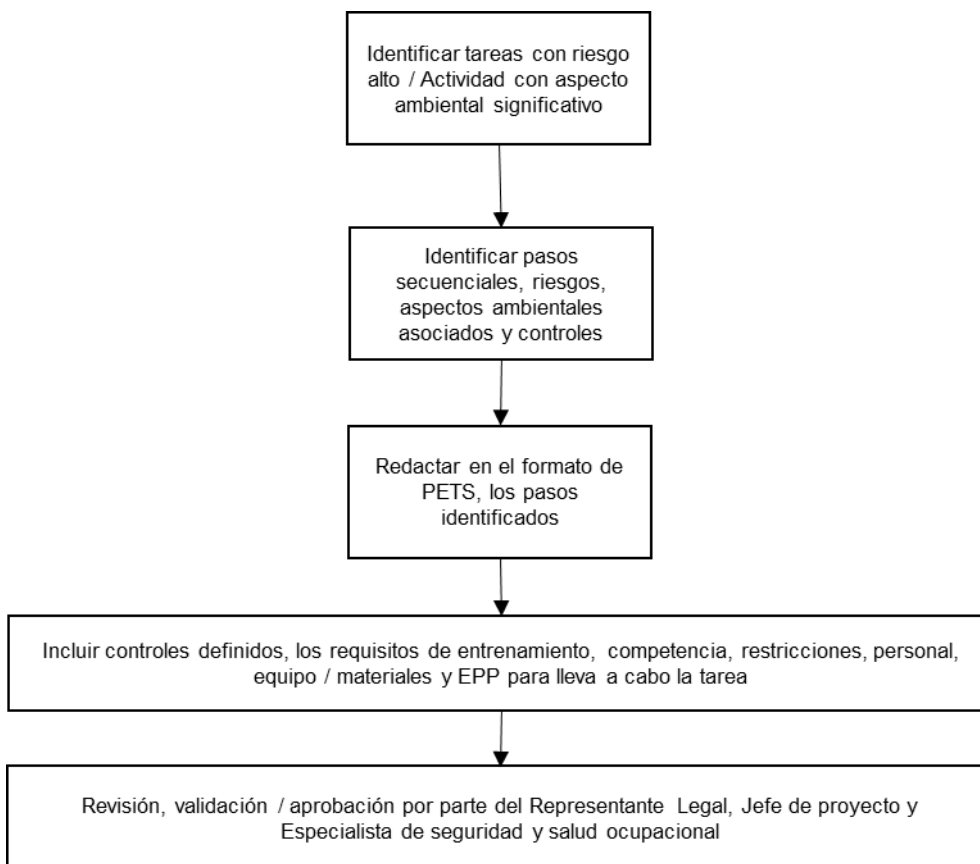 Identificar tareas con riesgo
alto / Actividad con aspecto
ambiental significativo
Identificar pasos
secuenciales, riesgos,
aspectos ambientales
asociados y controles
Redactar en el formato de
PETS, los pasos
identificados
Incluir controles definidos, los requisitos de entrenamiento, competencia, restricciones, personal,
equipo / materiales y EPP para lleva a cabo la tarea
Revisión, validación / aprobación por parte del Representante Legal, Jefe de proyecto y
Especialista de seguridad y salud ocupacional